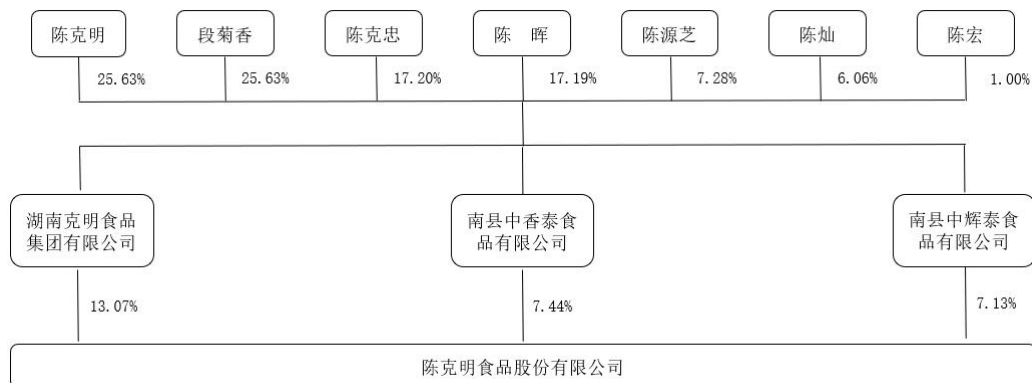 陈克明
段菊香
陈克忠
陈 晖
陈源芝
陈灿
陈宏
25.63%
25.63%
17.20%
17.19%
7.28%
6.06%
1.00%
湖南克明食品
集团有限公司
南县中香泰食
品有限公司
南县中辉泰食
品有限公司
13.07%
7.44%
7.13%
陈克明食品股份有限公司